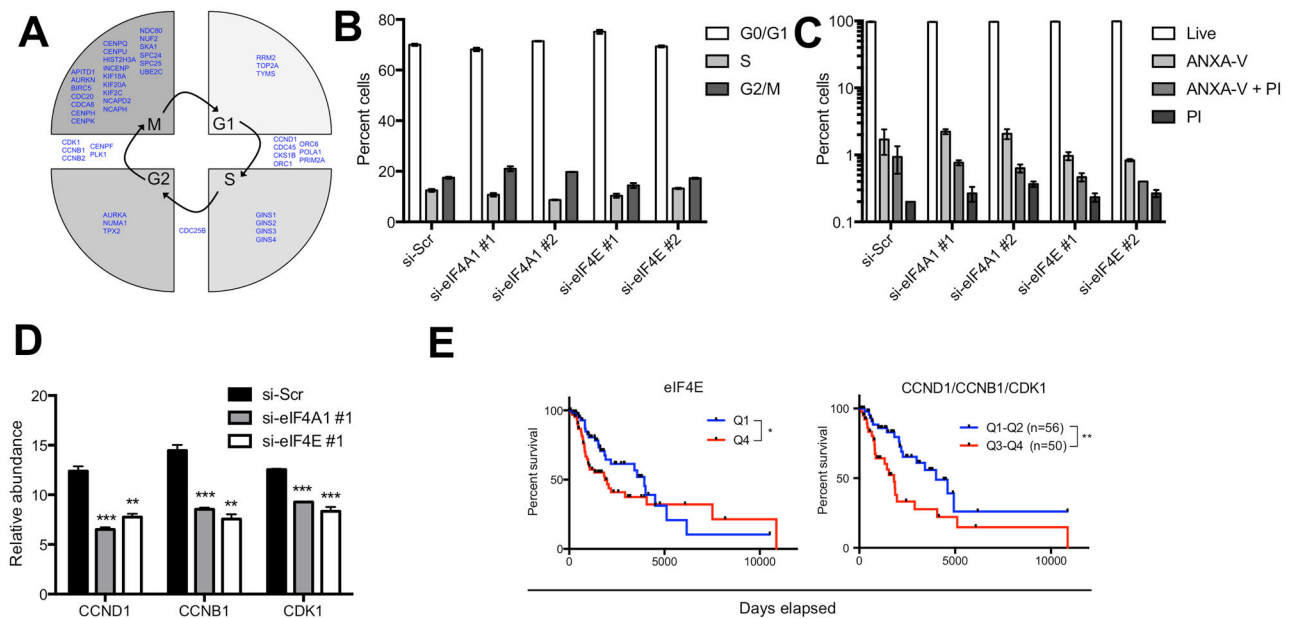 A
NDC80
NUF2
SKA1
SPC24
SPC25
UBE2C
CENPQ
CENPU
HIST2H3A
INCENP
KIF18A
KIF20A
KIF2C
NCAPD2
NCAPH
APITD1
AURKN
BIRC5
CDC20
CDCA8
CENPH
CENPK
RRM2
TOP2A
TYMS
M
G1
CDK1
CCNB1
CCNB2
CENPF
PLK1
CCND1
CDC45
CKS1B
ORC1
ORC6
POLA1
PRIM2A
G2
S
AURKA
NUMA1
TPX2
CDC25B
GINS1
GINS2
GINS3
GINS4
B
Percent cells
80
60
40
20
0
G0/G1
S
G2/M
si-Scr
si-eIF4A1 #1
si-eIF4A1 #2
si-eIF4E #1
si-eIF4E #2
C
Percent cells
100
10
1
0.1
Live
ANXA-V
ANXA-V + PI
PI
si-Scr
si-eIF4A1 #1
si-eIF4A1 #2
si-eIF4E #1
si-eIF4E #2
D
Relative abundance
20
15
10
5
0
si-Scr
si-eIF4A1 #1
si-eIF4E #1
*** **
*** **
*** ***
CCND1
CCNB1
CDK1
E
eIF4E
Percent survival
100
50
0
Q1
Q4
*
0 5000 10000
CCND1/CCNB1/CDK1
Percent survival
100
50
0
Q1-Q2 (n=56)
Q3-Q4 (n=50)
**
0 5000 10000
Days elapsed